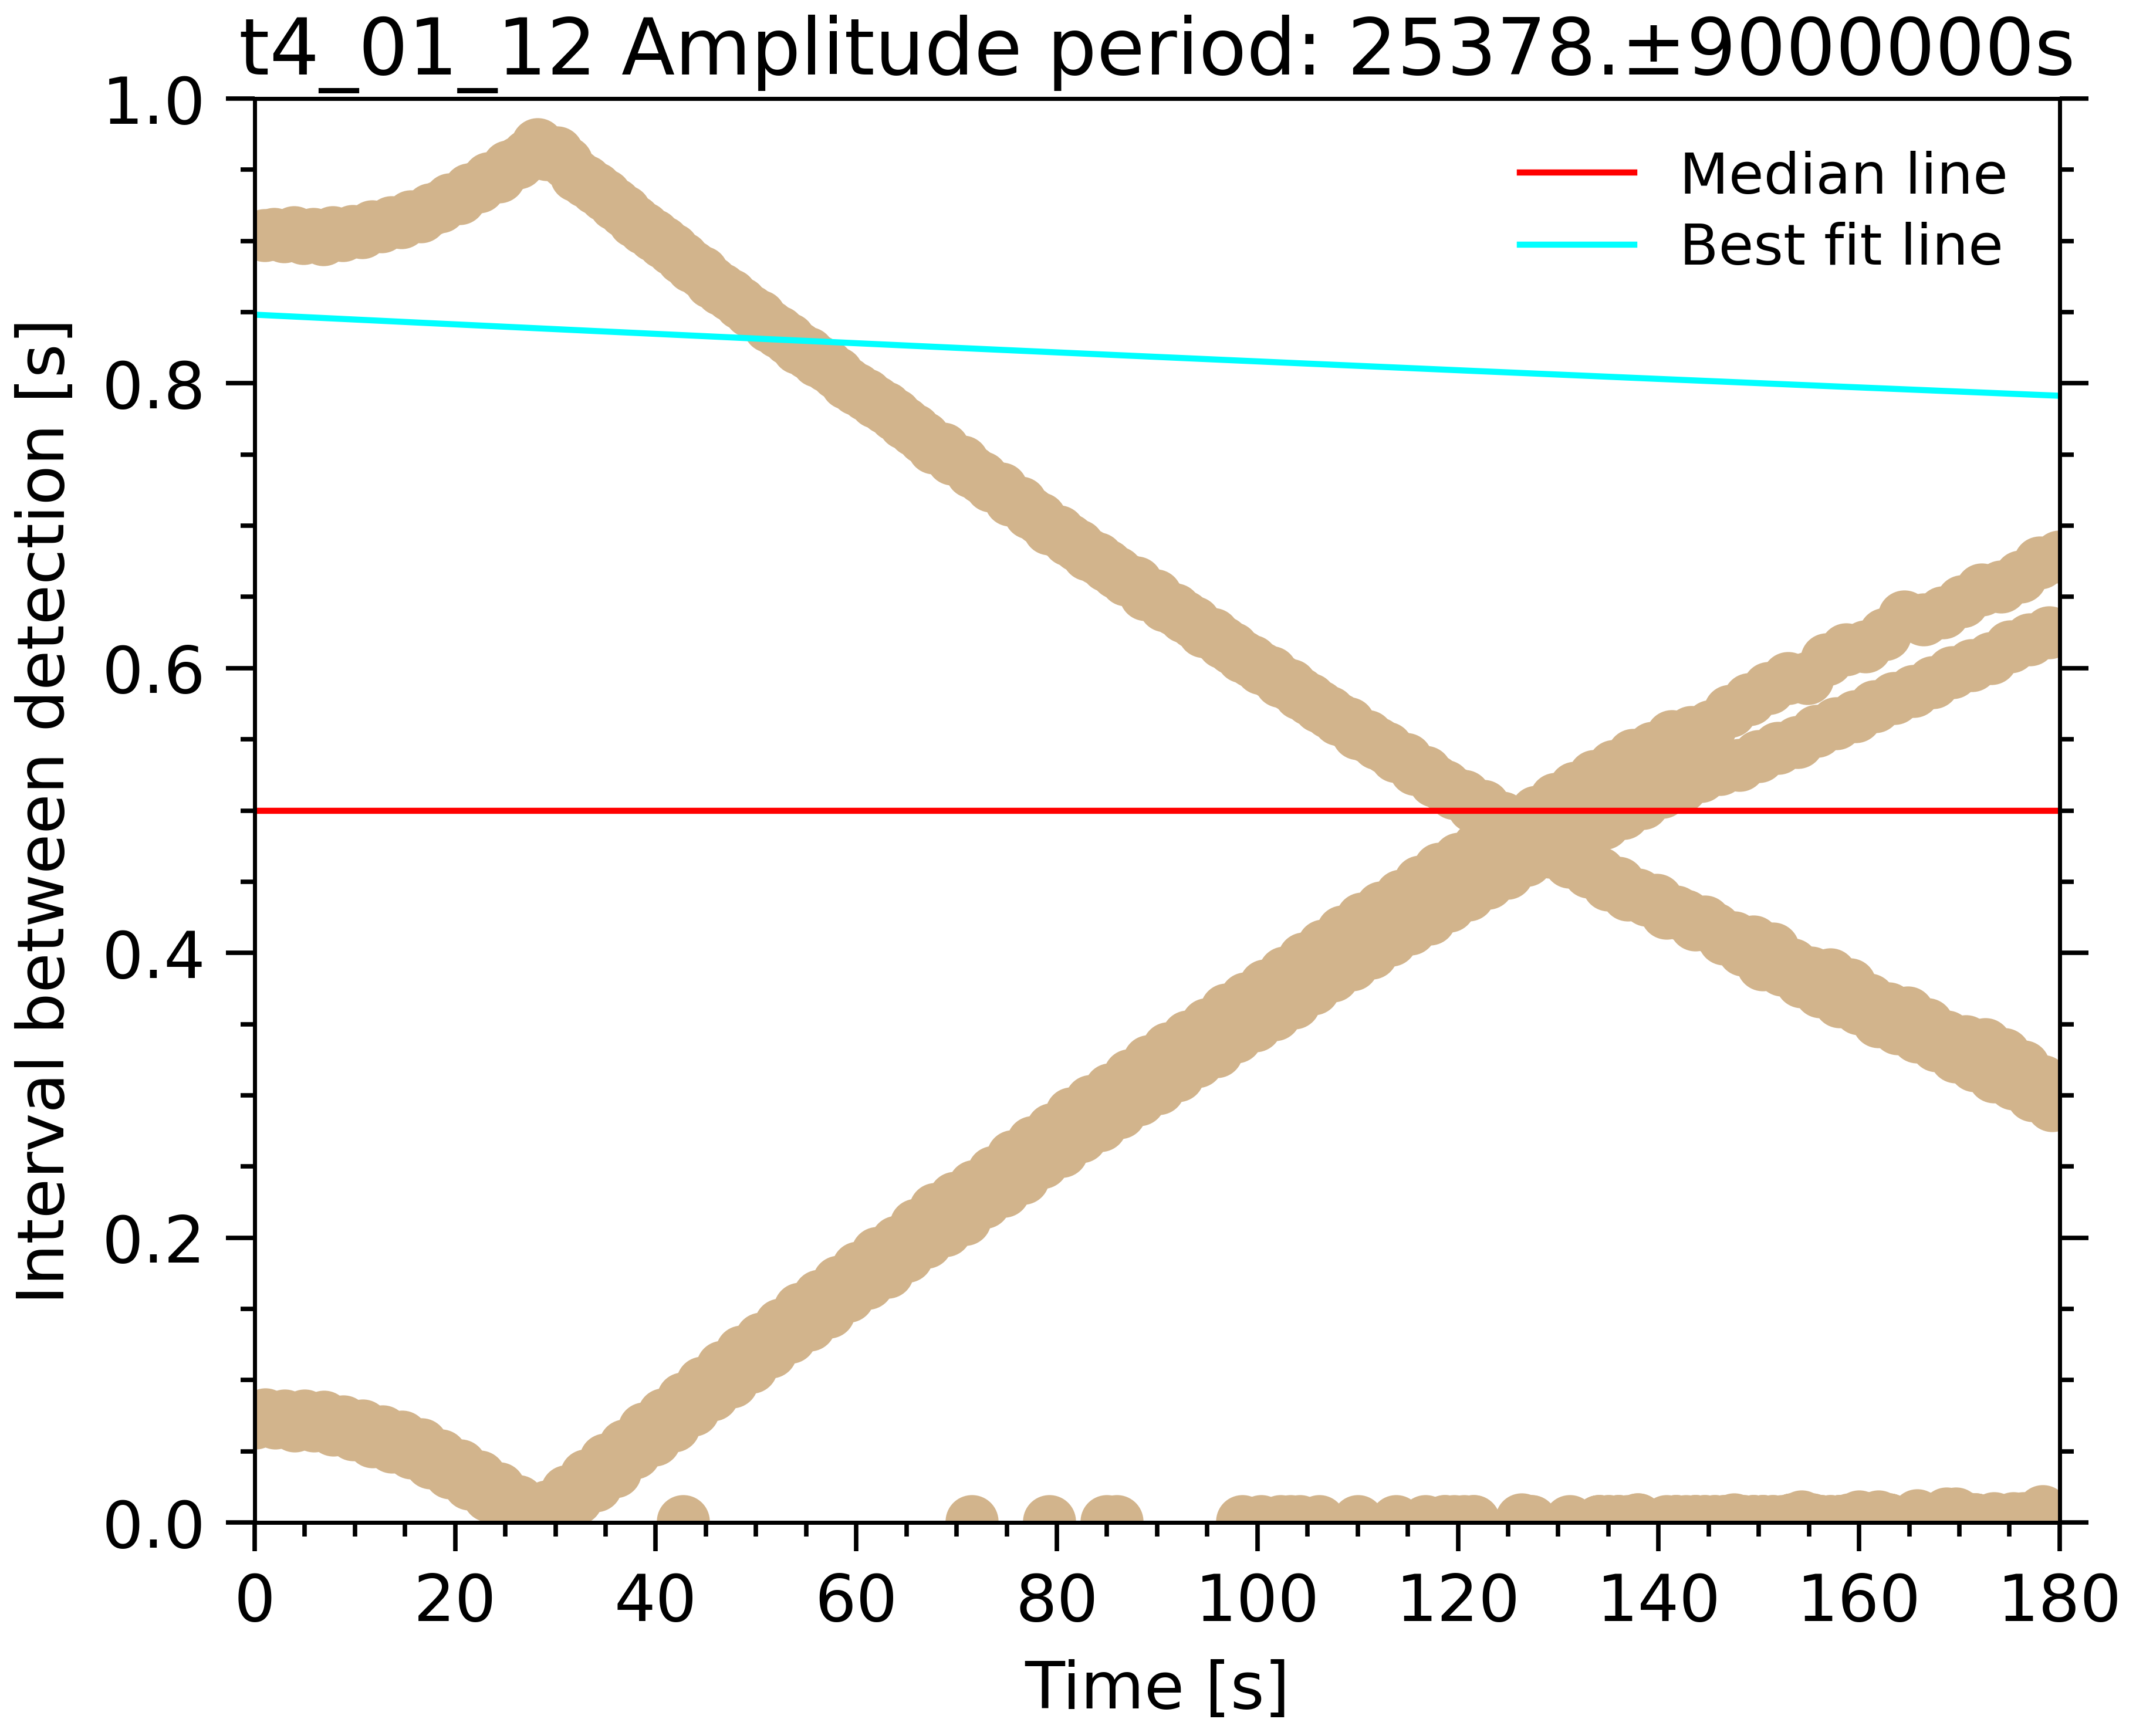 t4_01_12 Amplitude period: 25378.±9000000s
Median line
Best fit line
Interval between detection [s]
1.0
0.8
0.6
0.4
0.2
0.0
0 20 40 60 80 100 120 140 160 180
Time [s]